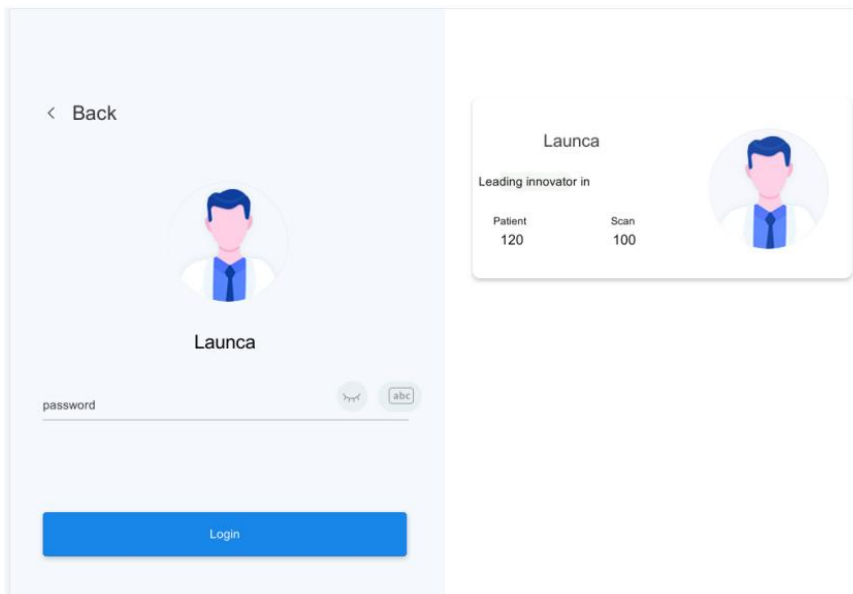 Back
Launca
password
abc
Login
Launca
Leading innovator in
Patient Scan
120 100